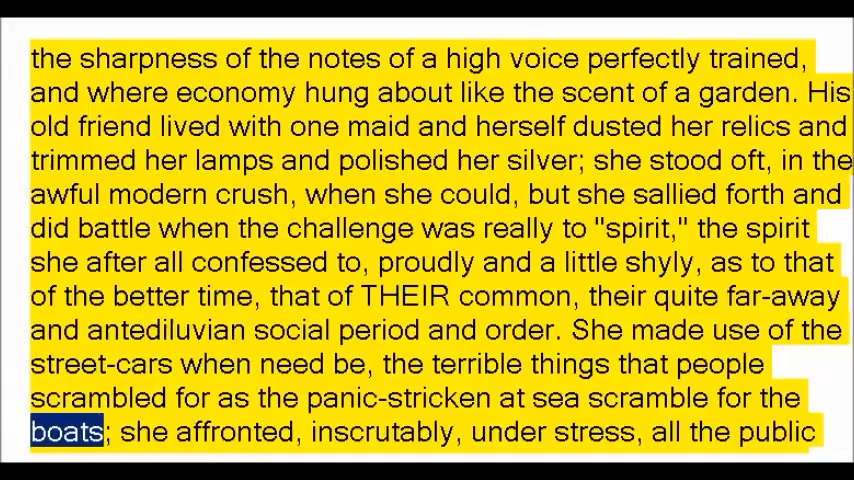 the sharpness of the notes of a high voice perfectly trained,
and where economy hung about like the scent of a garden. His
old friend lived with one maid and herself dusted her relics and
trimmed her lamps and polished her silver; she stood oft, in the
awful modern crush, when she could, but she sallied forth and
did battle when the challenge was really to "spirit," the spirit
she after all confessed to, proudly and a little shyly, as to that
of the better time, that of THEIR common, their quite far-away
and antediluvian social period and order. She made use of the
street-cars when need be, the terrible things that people
scrambled for as the panic-stricken at sea scramble for the
boats; she affronted, inscrutably, under stress, all the public